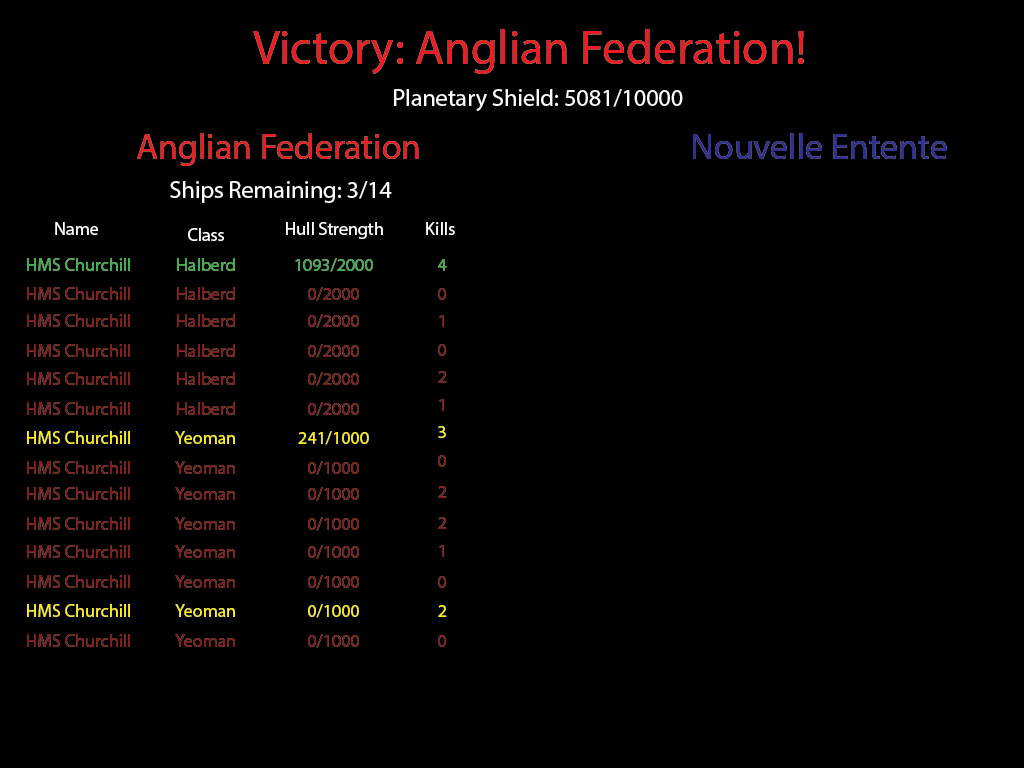 Victory: Anglian Federation!
Planetary Shield: 5081/10000
Anglian Federation Nouvelle Entente
Ships Remaining: 3/14
Name Class Hull Strength Kills
HMS Churchill Halberd 1093/2000 4
HMS Churchill Halberd 0/2000 0
HMS Churchill Halberd 0/2000 1
HMS Churchill Halberd 0/2000 0
HMS Churchill Halberd 0/2000 2
HMS Churchill Halberd 0/2000 1
HMS Churchill Yeoman 241/1000 3
HMS Churchill Yeoman 0/1000 0
HMS Churchill Yeoman 0/1000 2
HMS Churchill Yeoman 0/1000 2
HMS Churchill Yeoman 0/1000 1
HMS Churchill Yeoman 0/1000 0
HMS Churchill Yeoman 0/1000 2
HMS Churchill Yeoman 0/1000 0